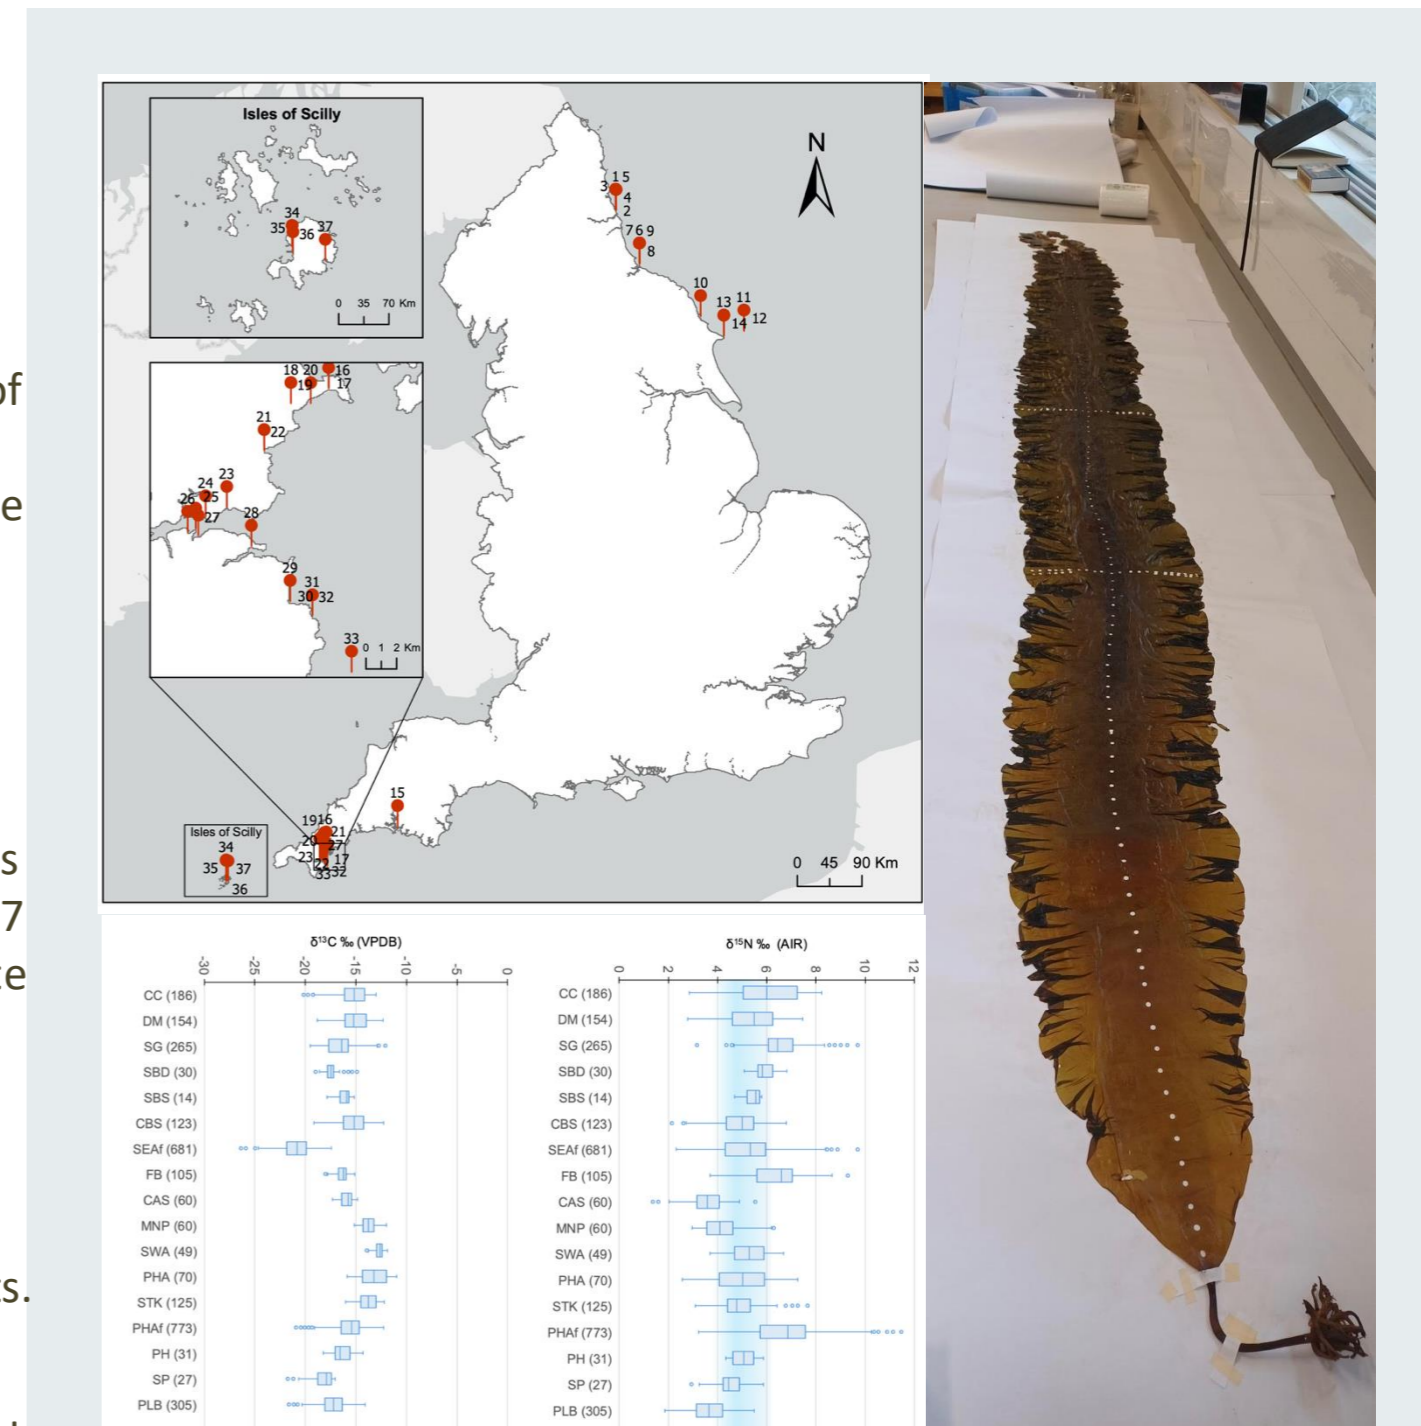 of
e
s
7
ce
ts.
Isles of Scilly
34
35 36 37
0 35 70 Km
N
3 1 5
4
2
7 6 9
8
10
13 11
14 12
18 20 16
19 17
21
22
24 23
26 25
27 28
29
31
30 32
33
0 1 2 Km
15
19 16
20 21
27
23 22 17
33 32
Isles of Scilly
34
35 37
36
0 45 90 Km
δ¹³C ‰ (VPDB)
-30 -25 -20 -15 -10 -5 0
CC (186)
DM (154)
SG (265)
SBD (30)
SBS (14)
CBS (123)
SEAf (681)
FB (105)
CAS (60)
MNP (60)
SWA (49)
PHA (70)
STK (125)
PHAf (773)
PH (31)
SP (27)
PLB (305)
δ¹⁵N ‰ (AIR)
0 2 4 6 8 10 12
CC (186)
DM (154)
SG (265)
SBD (30)
SBS (14)
CBS (123)
SEAf (681)
FB (105)
CAS (60)
MNP (60)
SWA (49)
PHA (70)
STK (125)
PHAf (773)
PH (31)
SP (27)
PLB (305)